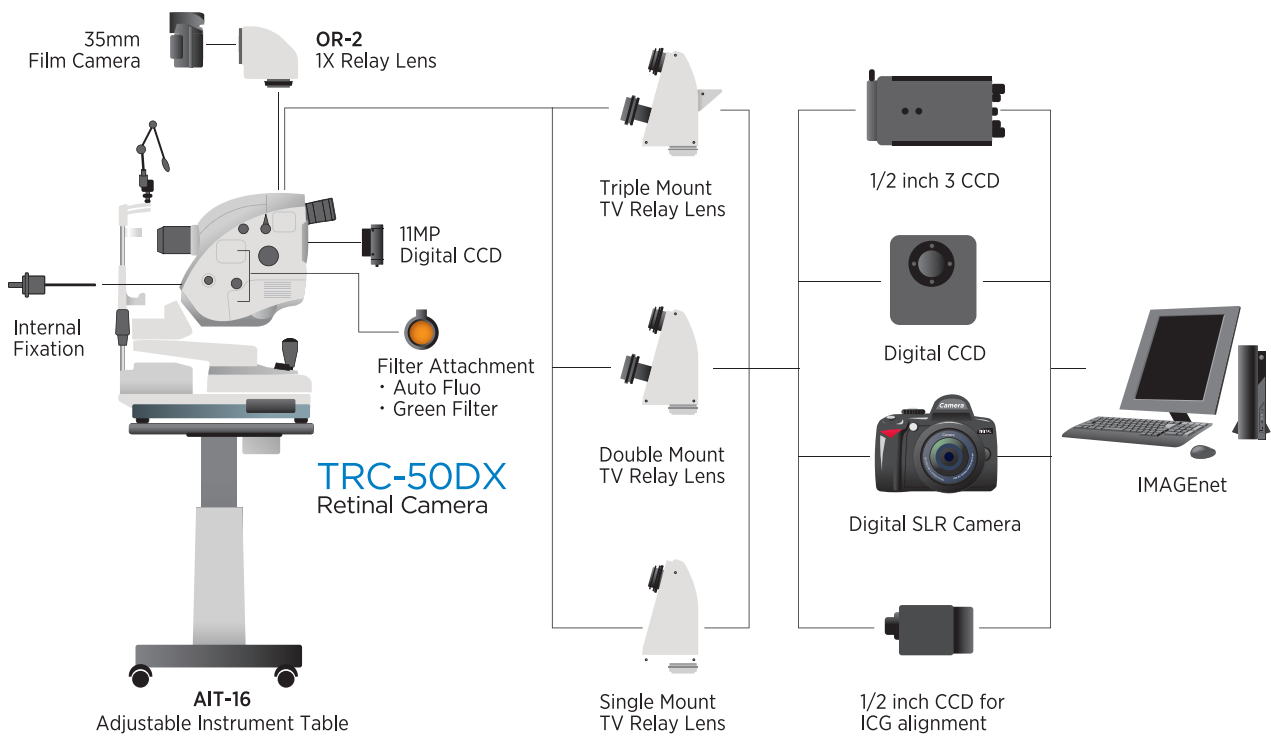 35mm
Film Camera
OR-2
1X Relay Lens
Internal
Fixation
11MP
Digital CCD
Filter Attachment
· Auto Fluo
· Green Filter
TRC-50DX
Retinal Camera
AIT-16
Adjustable Instrument Table
Triple Mount
TV Relay Lens
Double Mount
TV Relay Lens
Single Mount
TV Relay Lens
1/2 inch 3 CCD
Digital CCD
Camera
Digital SLR Camera
1/2 inch CCD for
ICG alignment
IMAGEnet